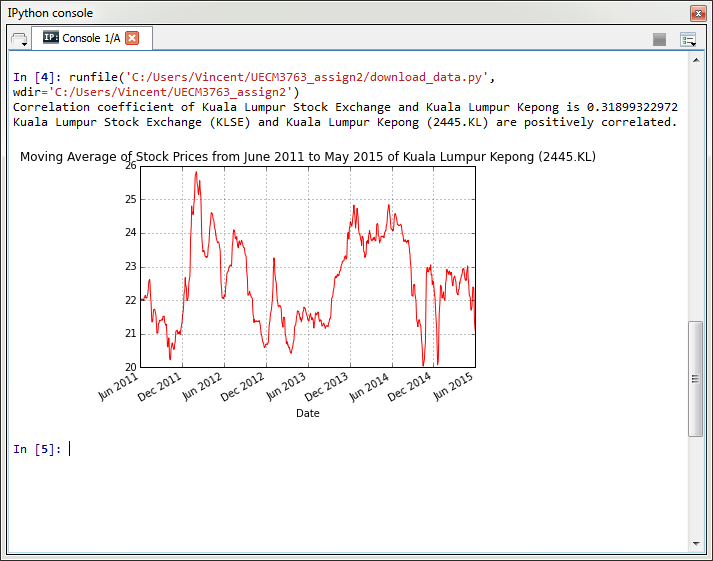 IPython console
IP: Console 1/A
In [4]: runfile('C:/Users/Vincent/UECM3763_assign2/download_data.py',
wdir='C:/Users/Vincent/UECM3763_assign2')
Correlation coefficient of Kuala Lumpur Stock Exchange and Kuala Lumpur Kepong is 0.31899322972
Kuala Lumpur Stock Exchange (KLSE) and Kuala Lumpur Kepong (2445.KL) are positively correlated.
Moving Average of Stock Prices from June 2011 to May 2015 of Kuala Lumpur Kepong (2445.KL)
26
25
24
23
22
21
20
Jun 2011
Dec 2011
Jun 2012
Dec 2012
Jun 2013
Dec 2013
Jun 2014
Dec 2014
Jun 2015
Date
In [5]: